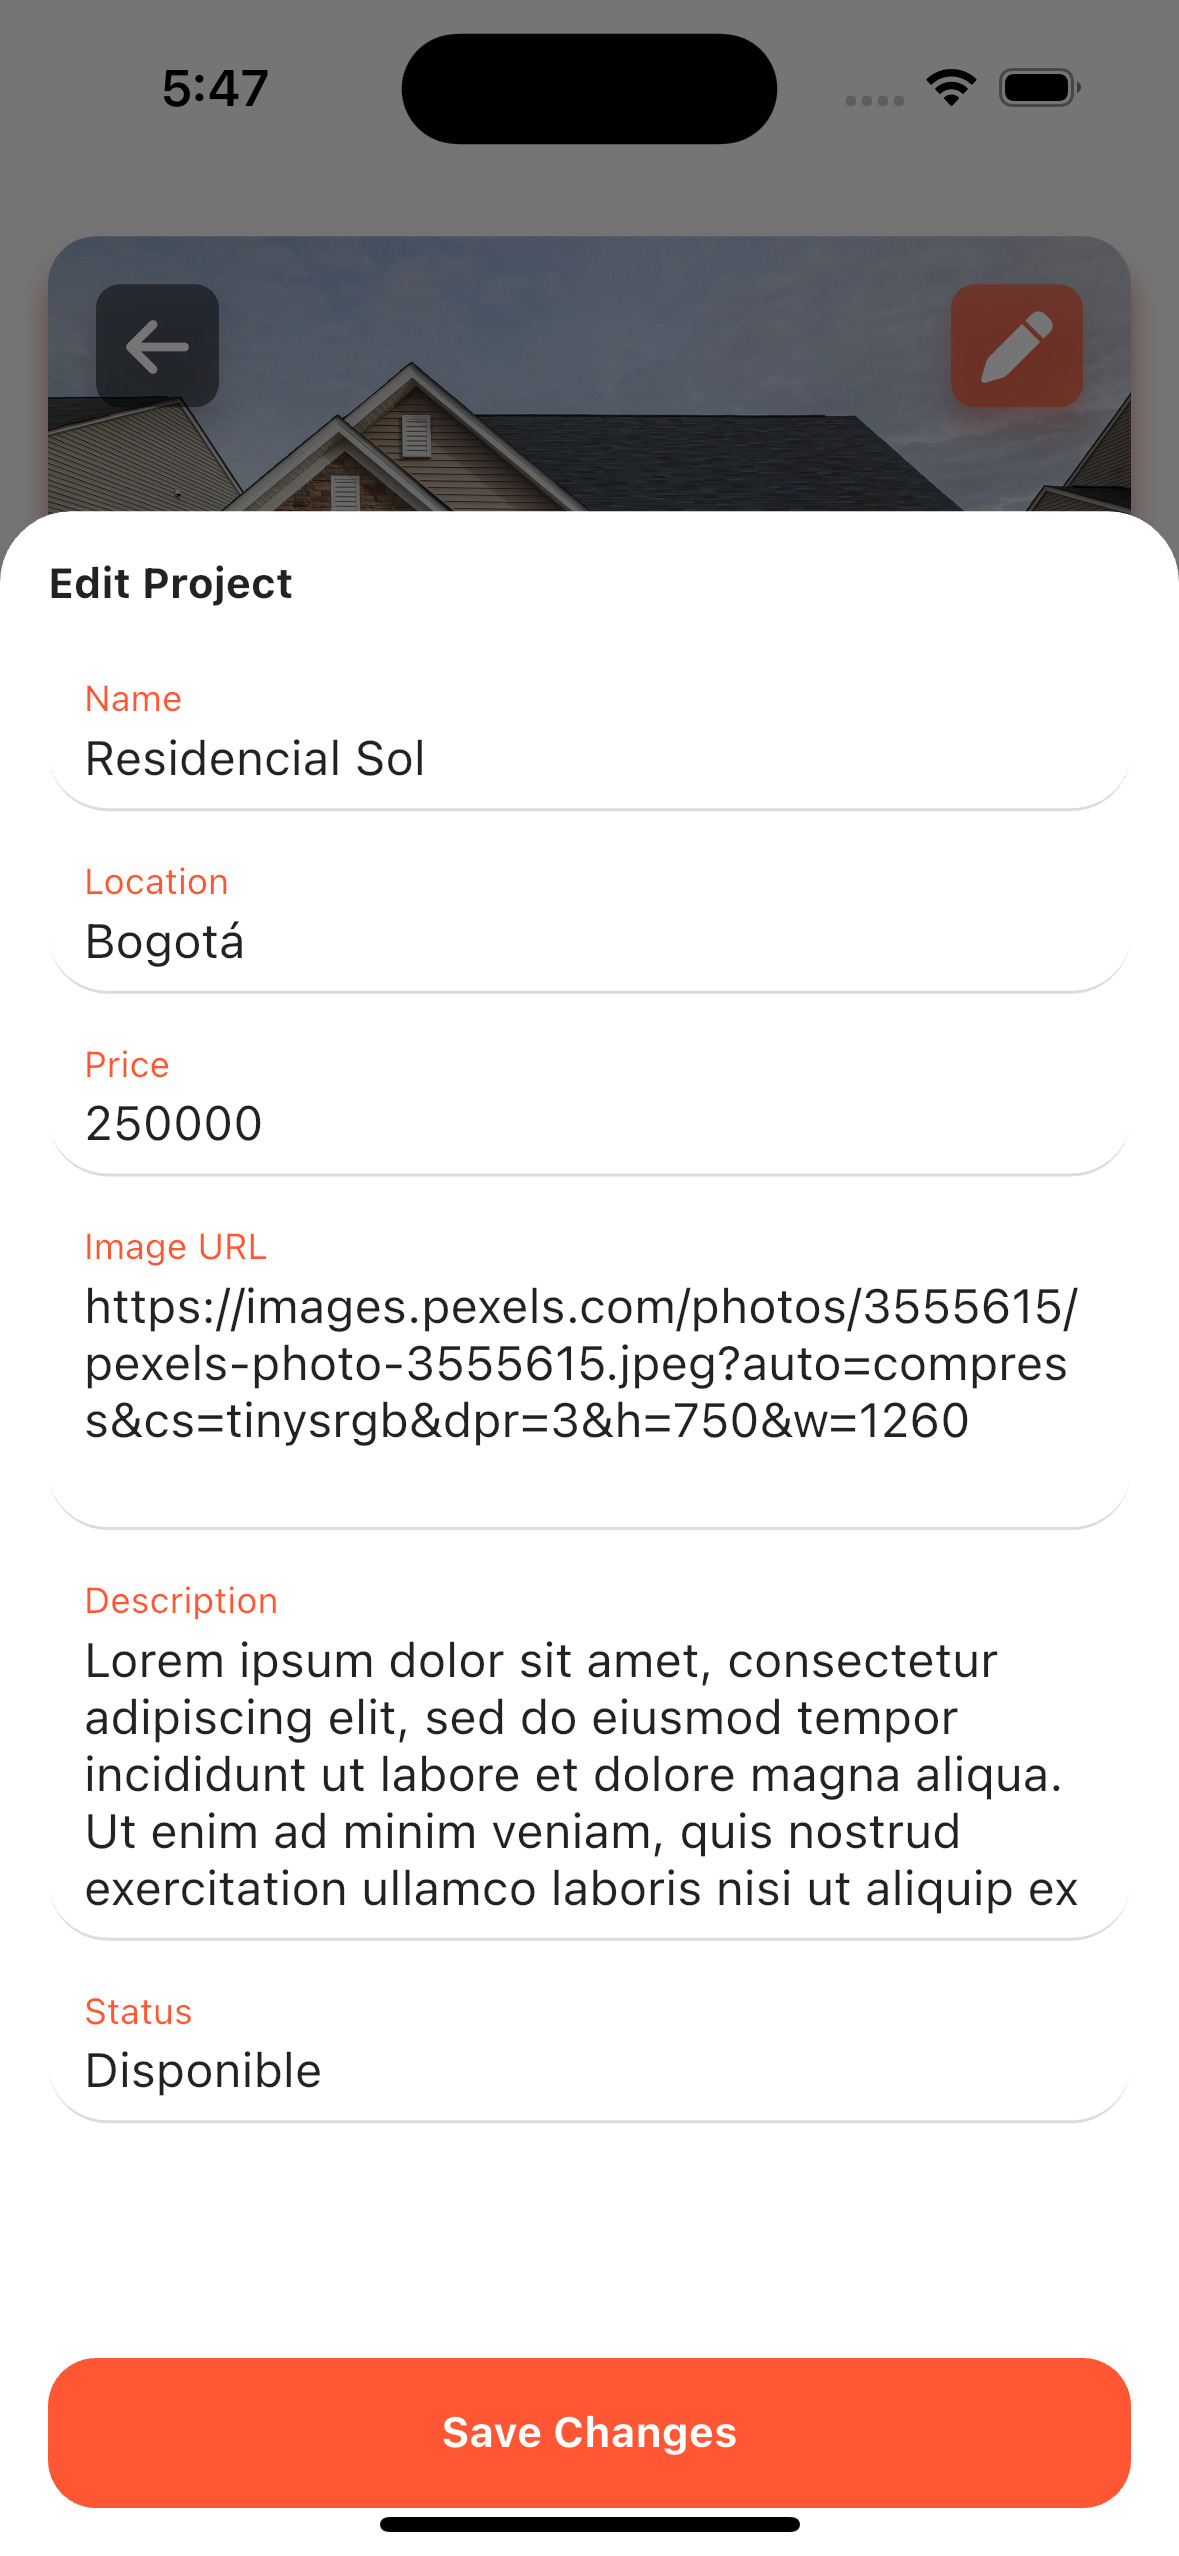 5:47
Edit Project
Name
Residencial Sol
Location
Bogotá
Price
250000
Image URL
https://images.pexels.com/photos/3555615/
pexels-photo-3555615.jpeg?auto=compres
s&cs=tinysrgb&dpr=3&h=750&w=1260
Description
Lorem ipsum dolor sit amet, consectetur
adipiscing elit, sed do eiusmod tempor
incididunt ut labore et dolore magna aliqua.
Ut enim ad minim veniam, quis nostrud
exercitation ullamco laboris nisi ut aliquip ex
Status
Disponible
Save Changes